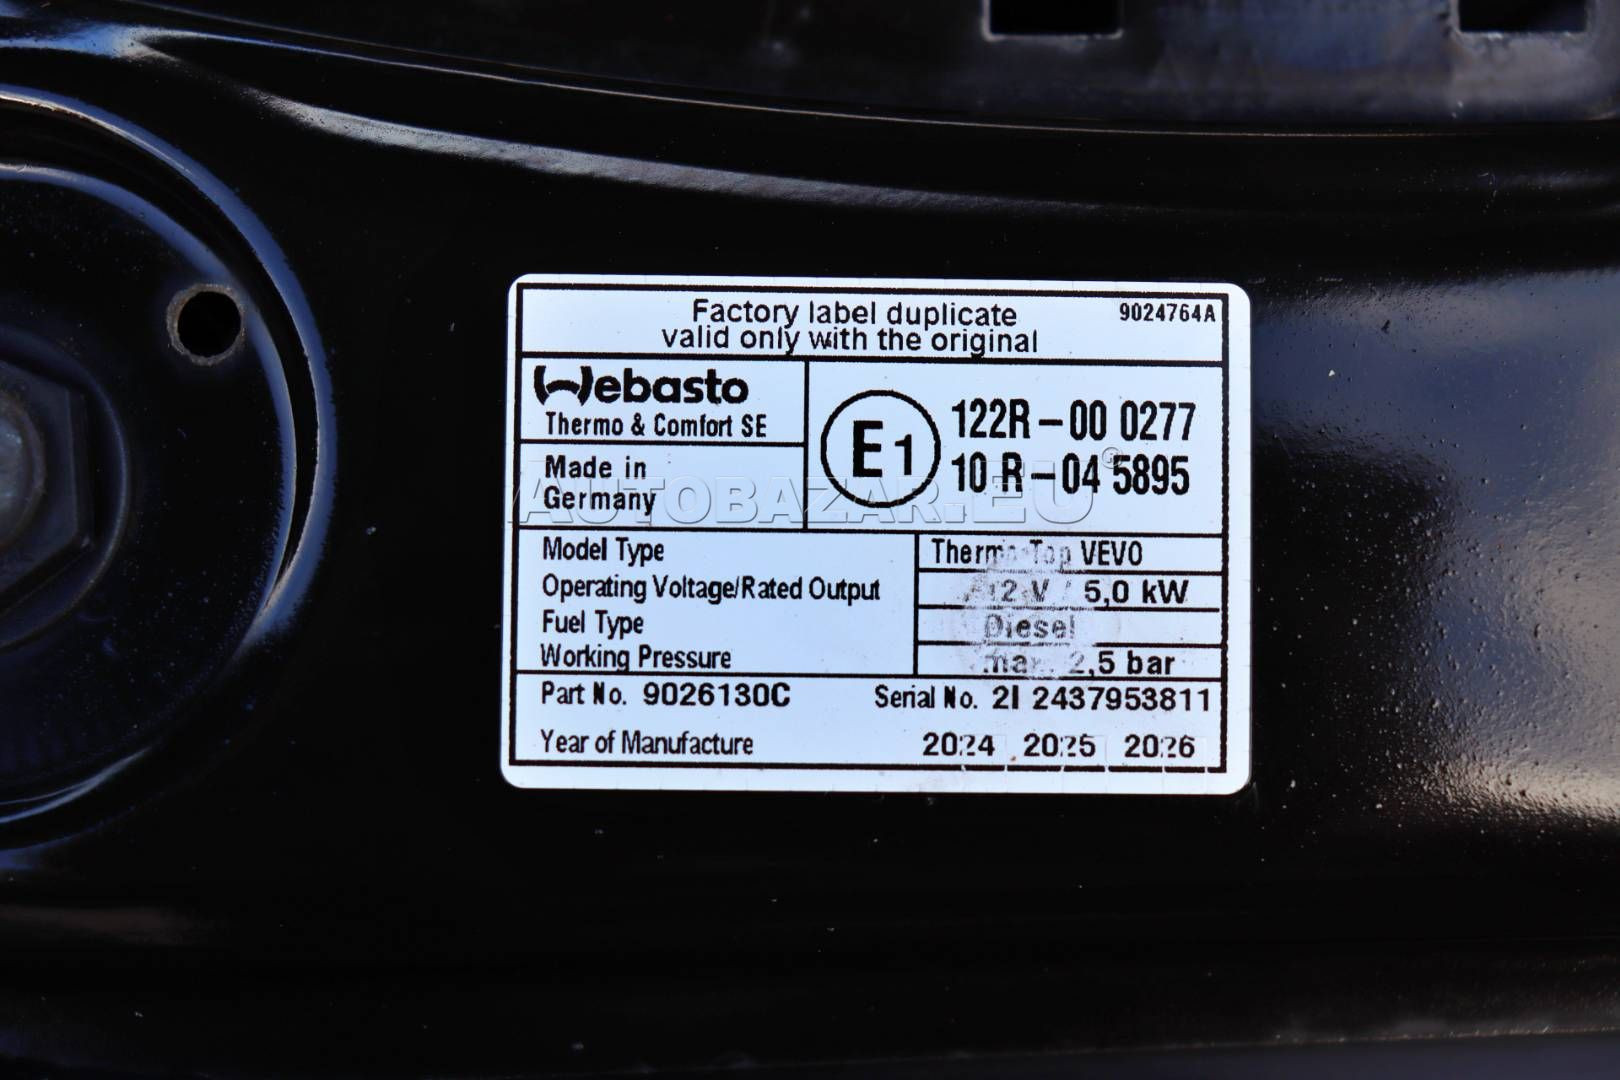 Factory label duplicate
valid only with the original
9024764A
Webasto
Thermo & Comfort SE
Made in
Germany
E1
122R-00 0277
10 R-04 5895
AUTOBAZAR.EU®
Model Type Thermo Top VEVO
Operating Voltage/Rated Output 12 V / 5,0 kW
Fuel Type Diesel
Working Pressure max. 2,5 bar
Part No. 9026130C Serial No. 2I 2437953811
Year of Manufacture 2024 2025 2026